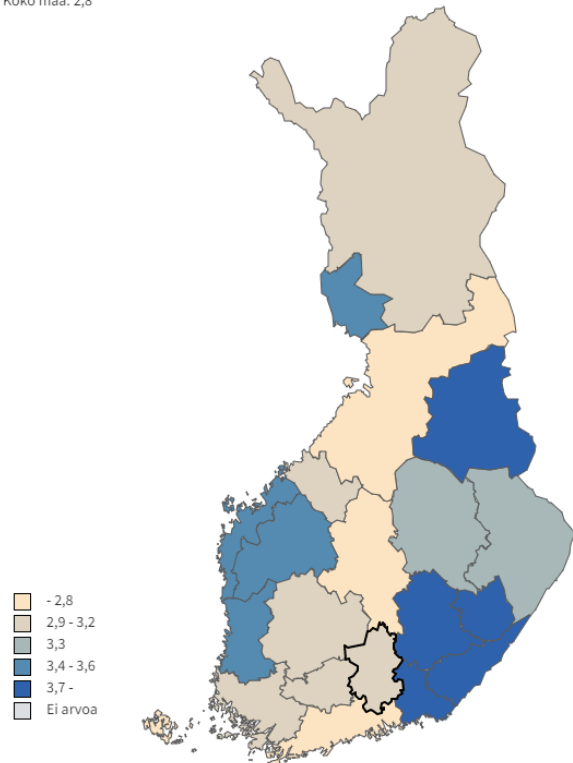 Koko maa: 2,8
- 2,8
2,9 - 3,2
3,3
3,4 - 3,6
3,7 -
Ei arvoa